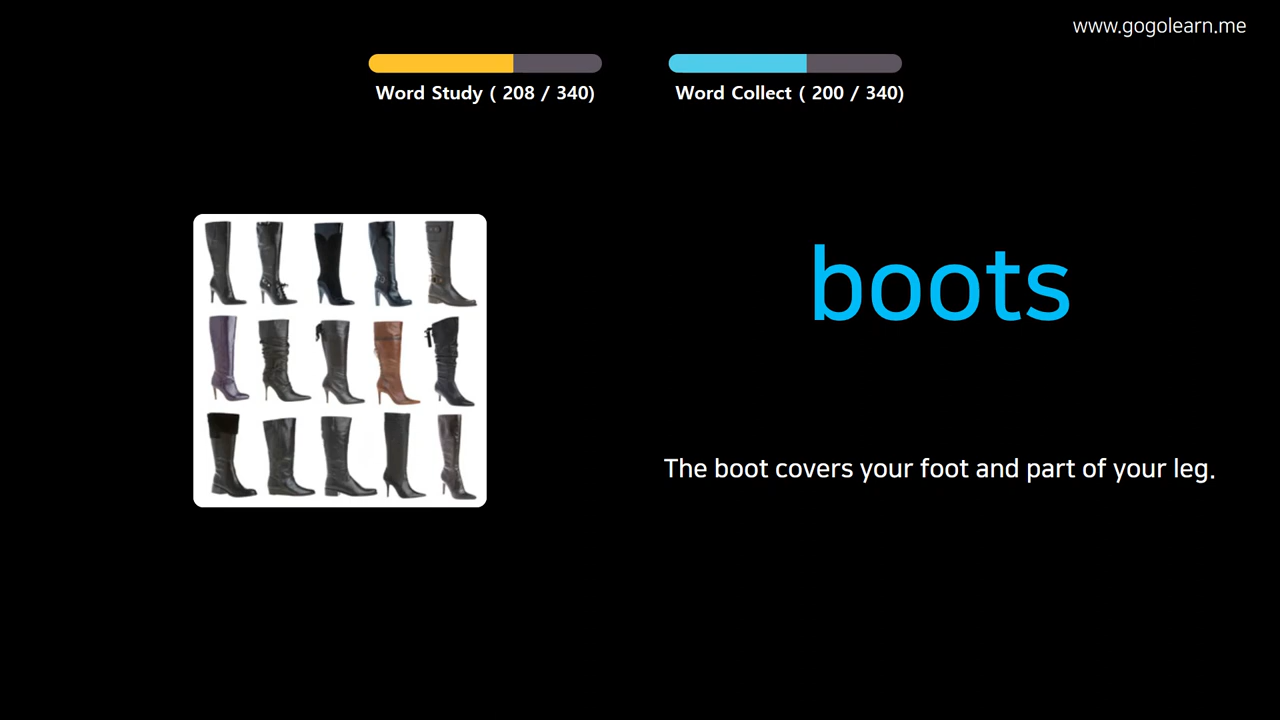 www.gogolearn.me
Word Study ( 208 / 340)
Word Collect ( 200 / 340)
boots
The boot covers your foot and part of your leg.